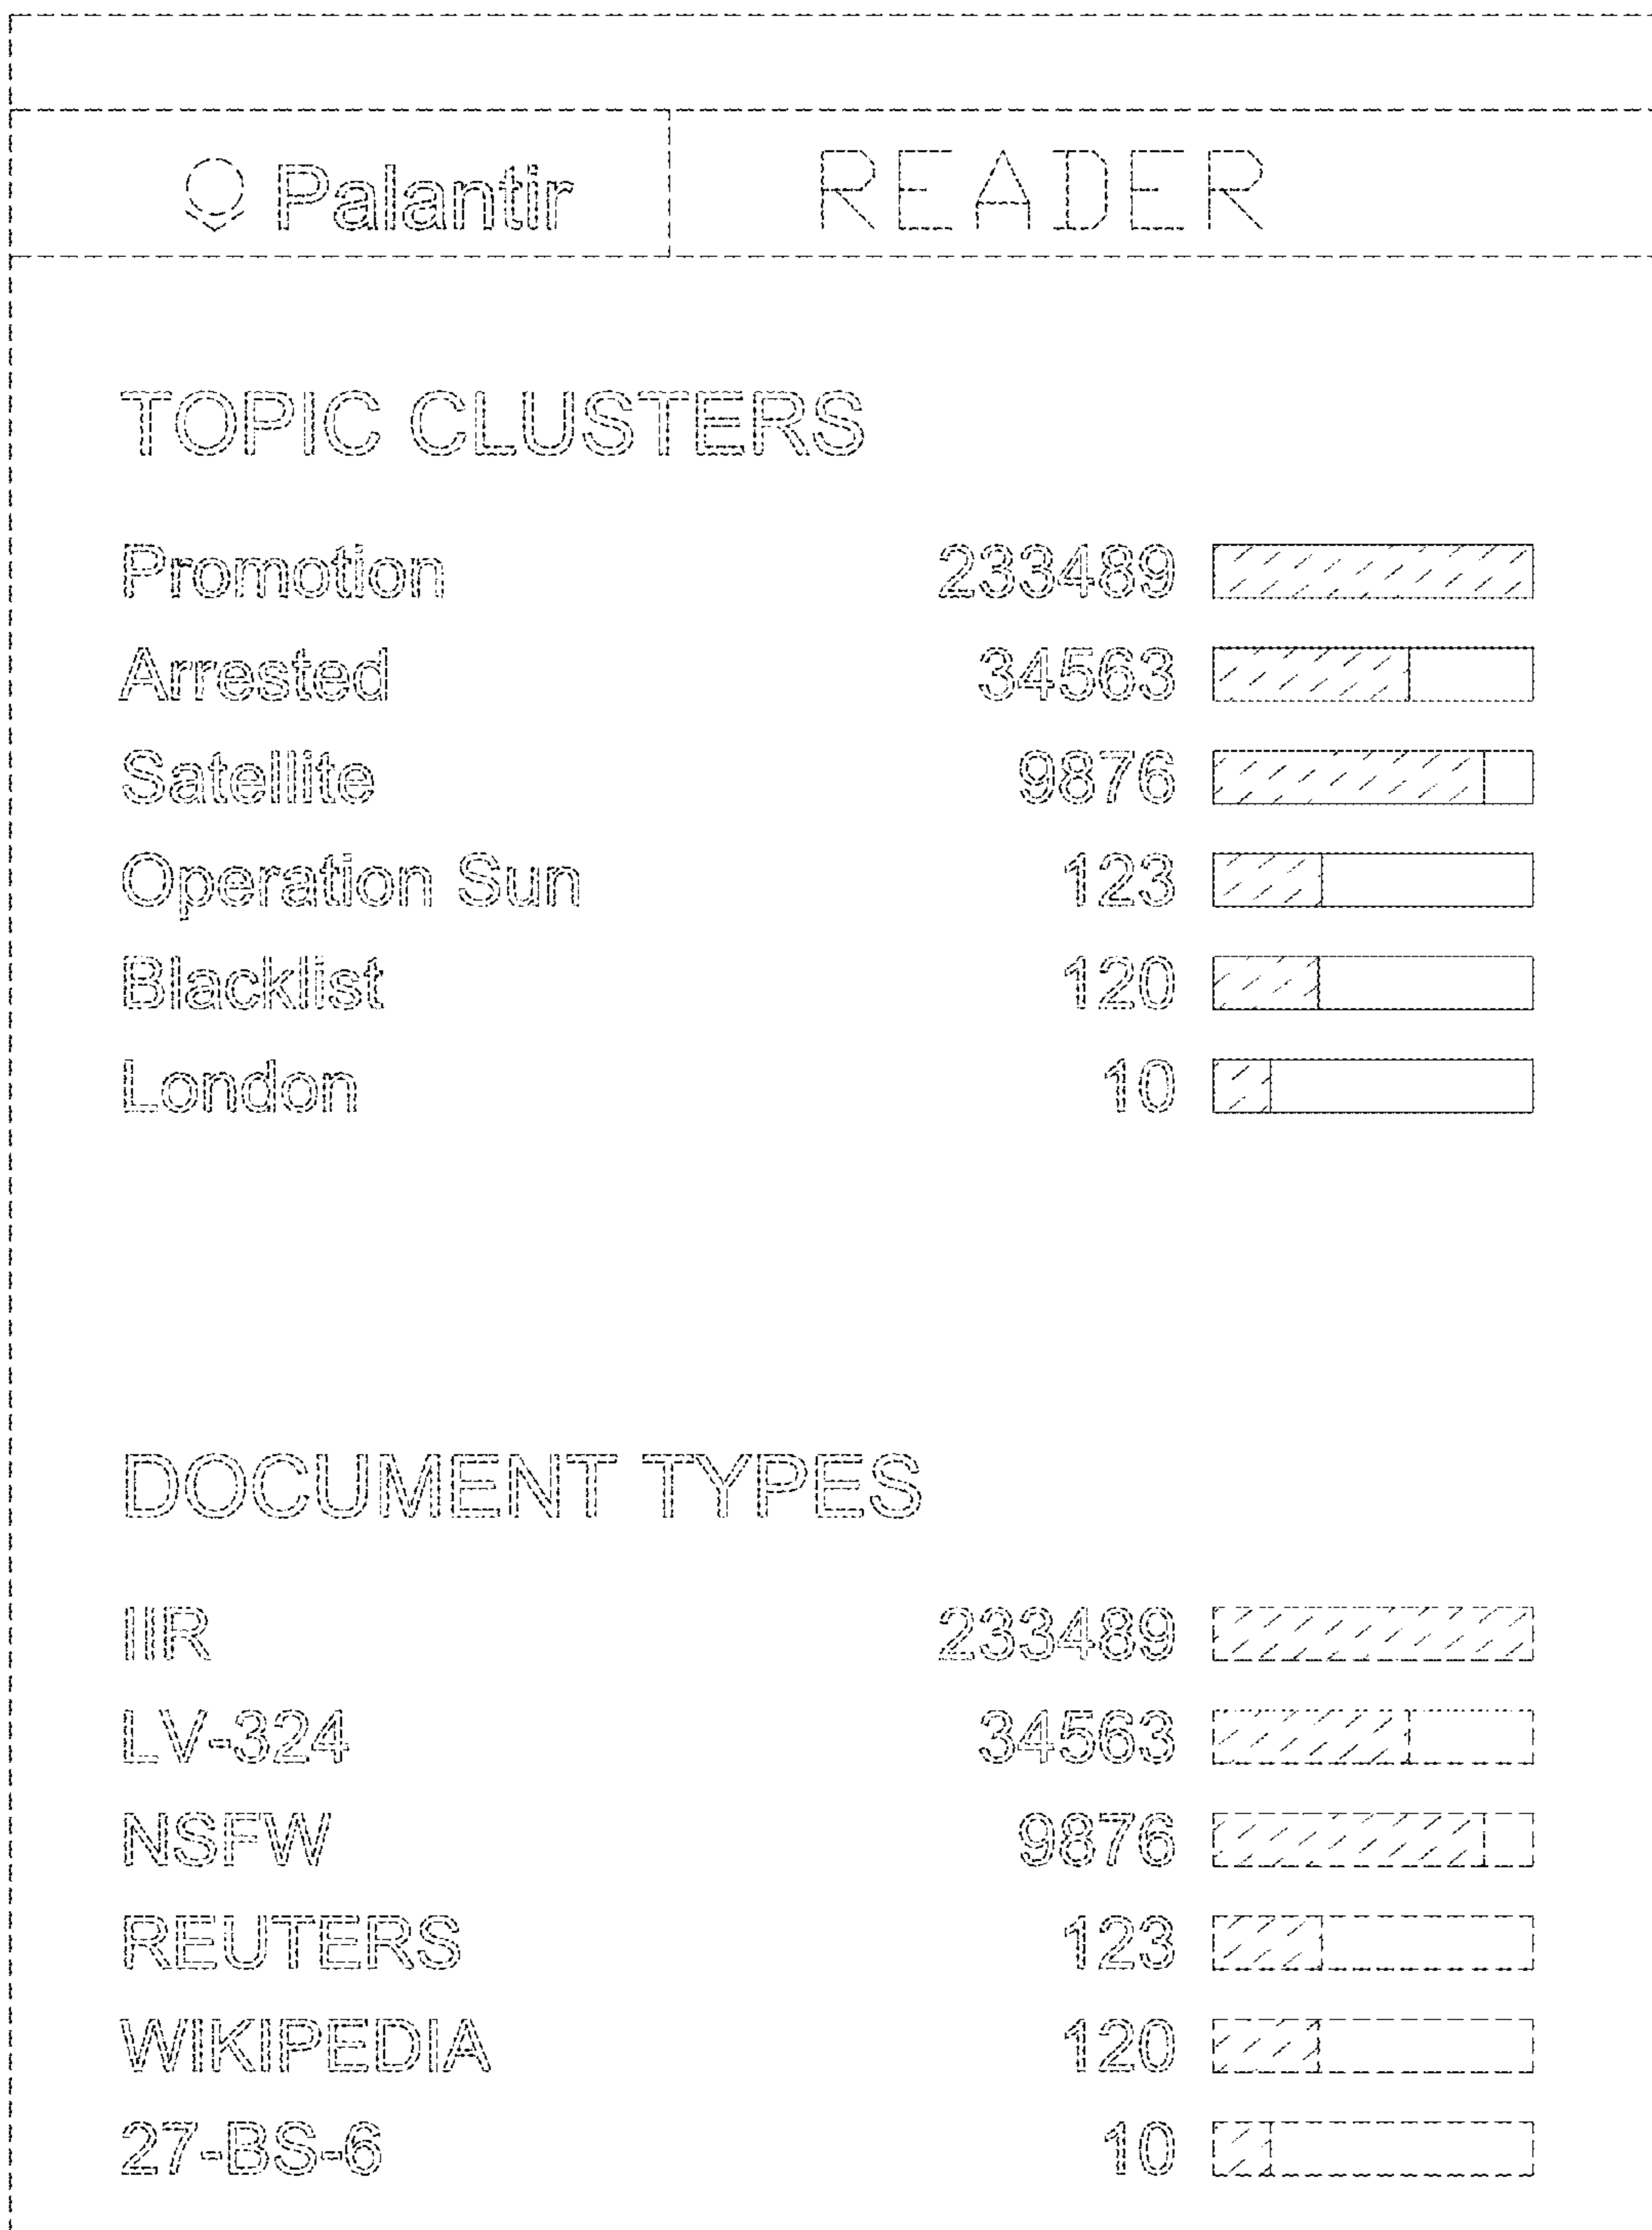 Palantir READER
TOPIC CLUSTERS
Promotion 233489
Arrested 34563
Satellite 9876
Operation Sun 123
Blacklist 120
London 10
DOCUMENT TYPES
IIR 233489
LV-324 34563
NSFW 9876
REUTERS 123
WIKIPEDIA 120
27-BS-6 10